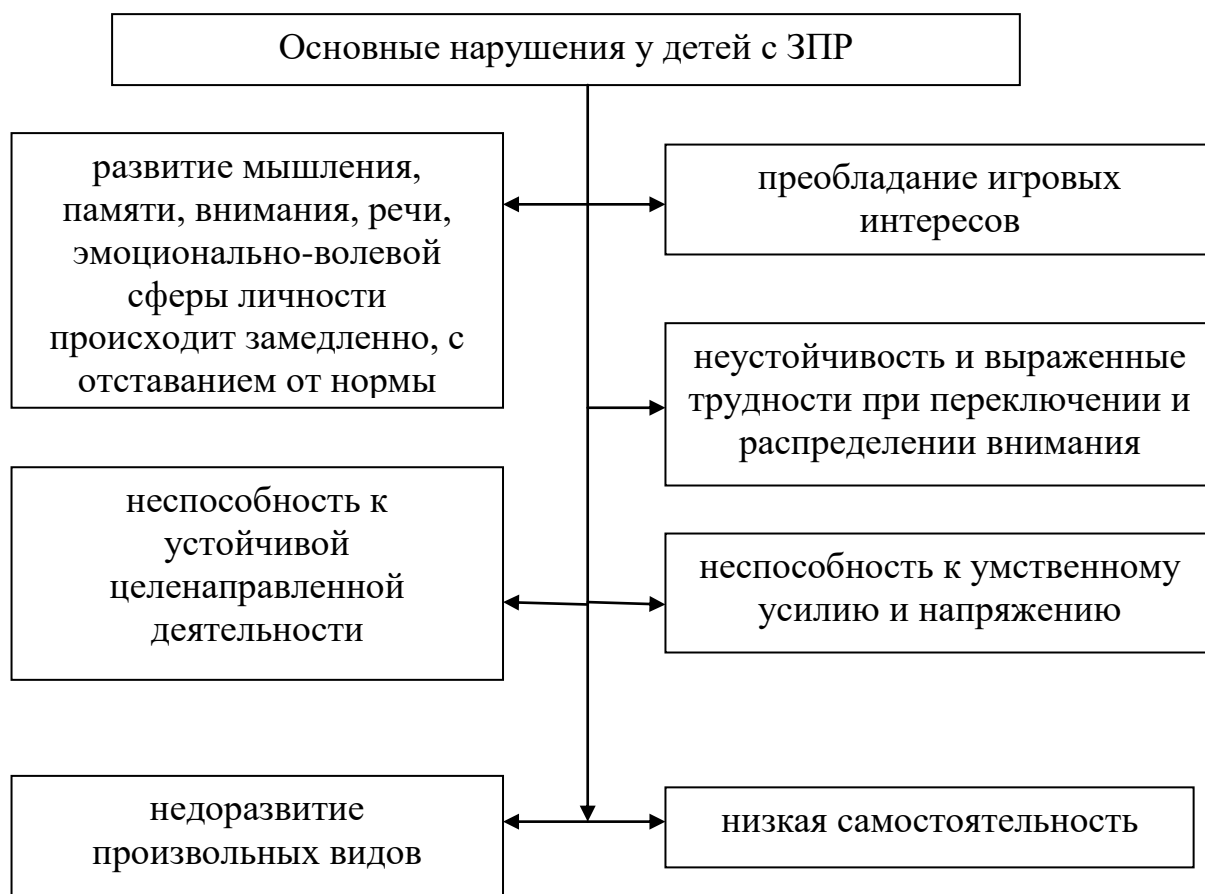 Основные нарушения у детей с ЗПР
развитие мышления,
памяти, внимания, речи,
эмоционально-волевой
сферы личности
происходит замедленно, с
отставанием от нормы
преобладание игровых
интересов
неустойчивость и выраженные
трудности при переключении и
распределении внимания
неспособность к
устойчивой
целенаправленной
деятельности
неспособность к умственному
усилию и напряжению
недоразвитие
произвольных видов
низкая самостоятельность